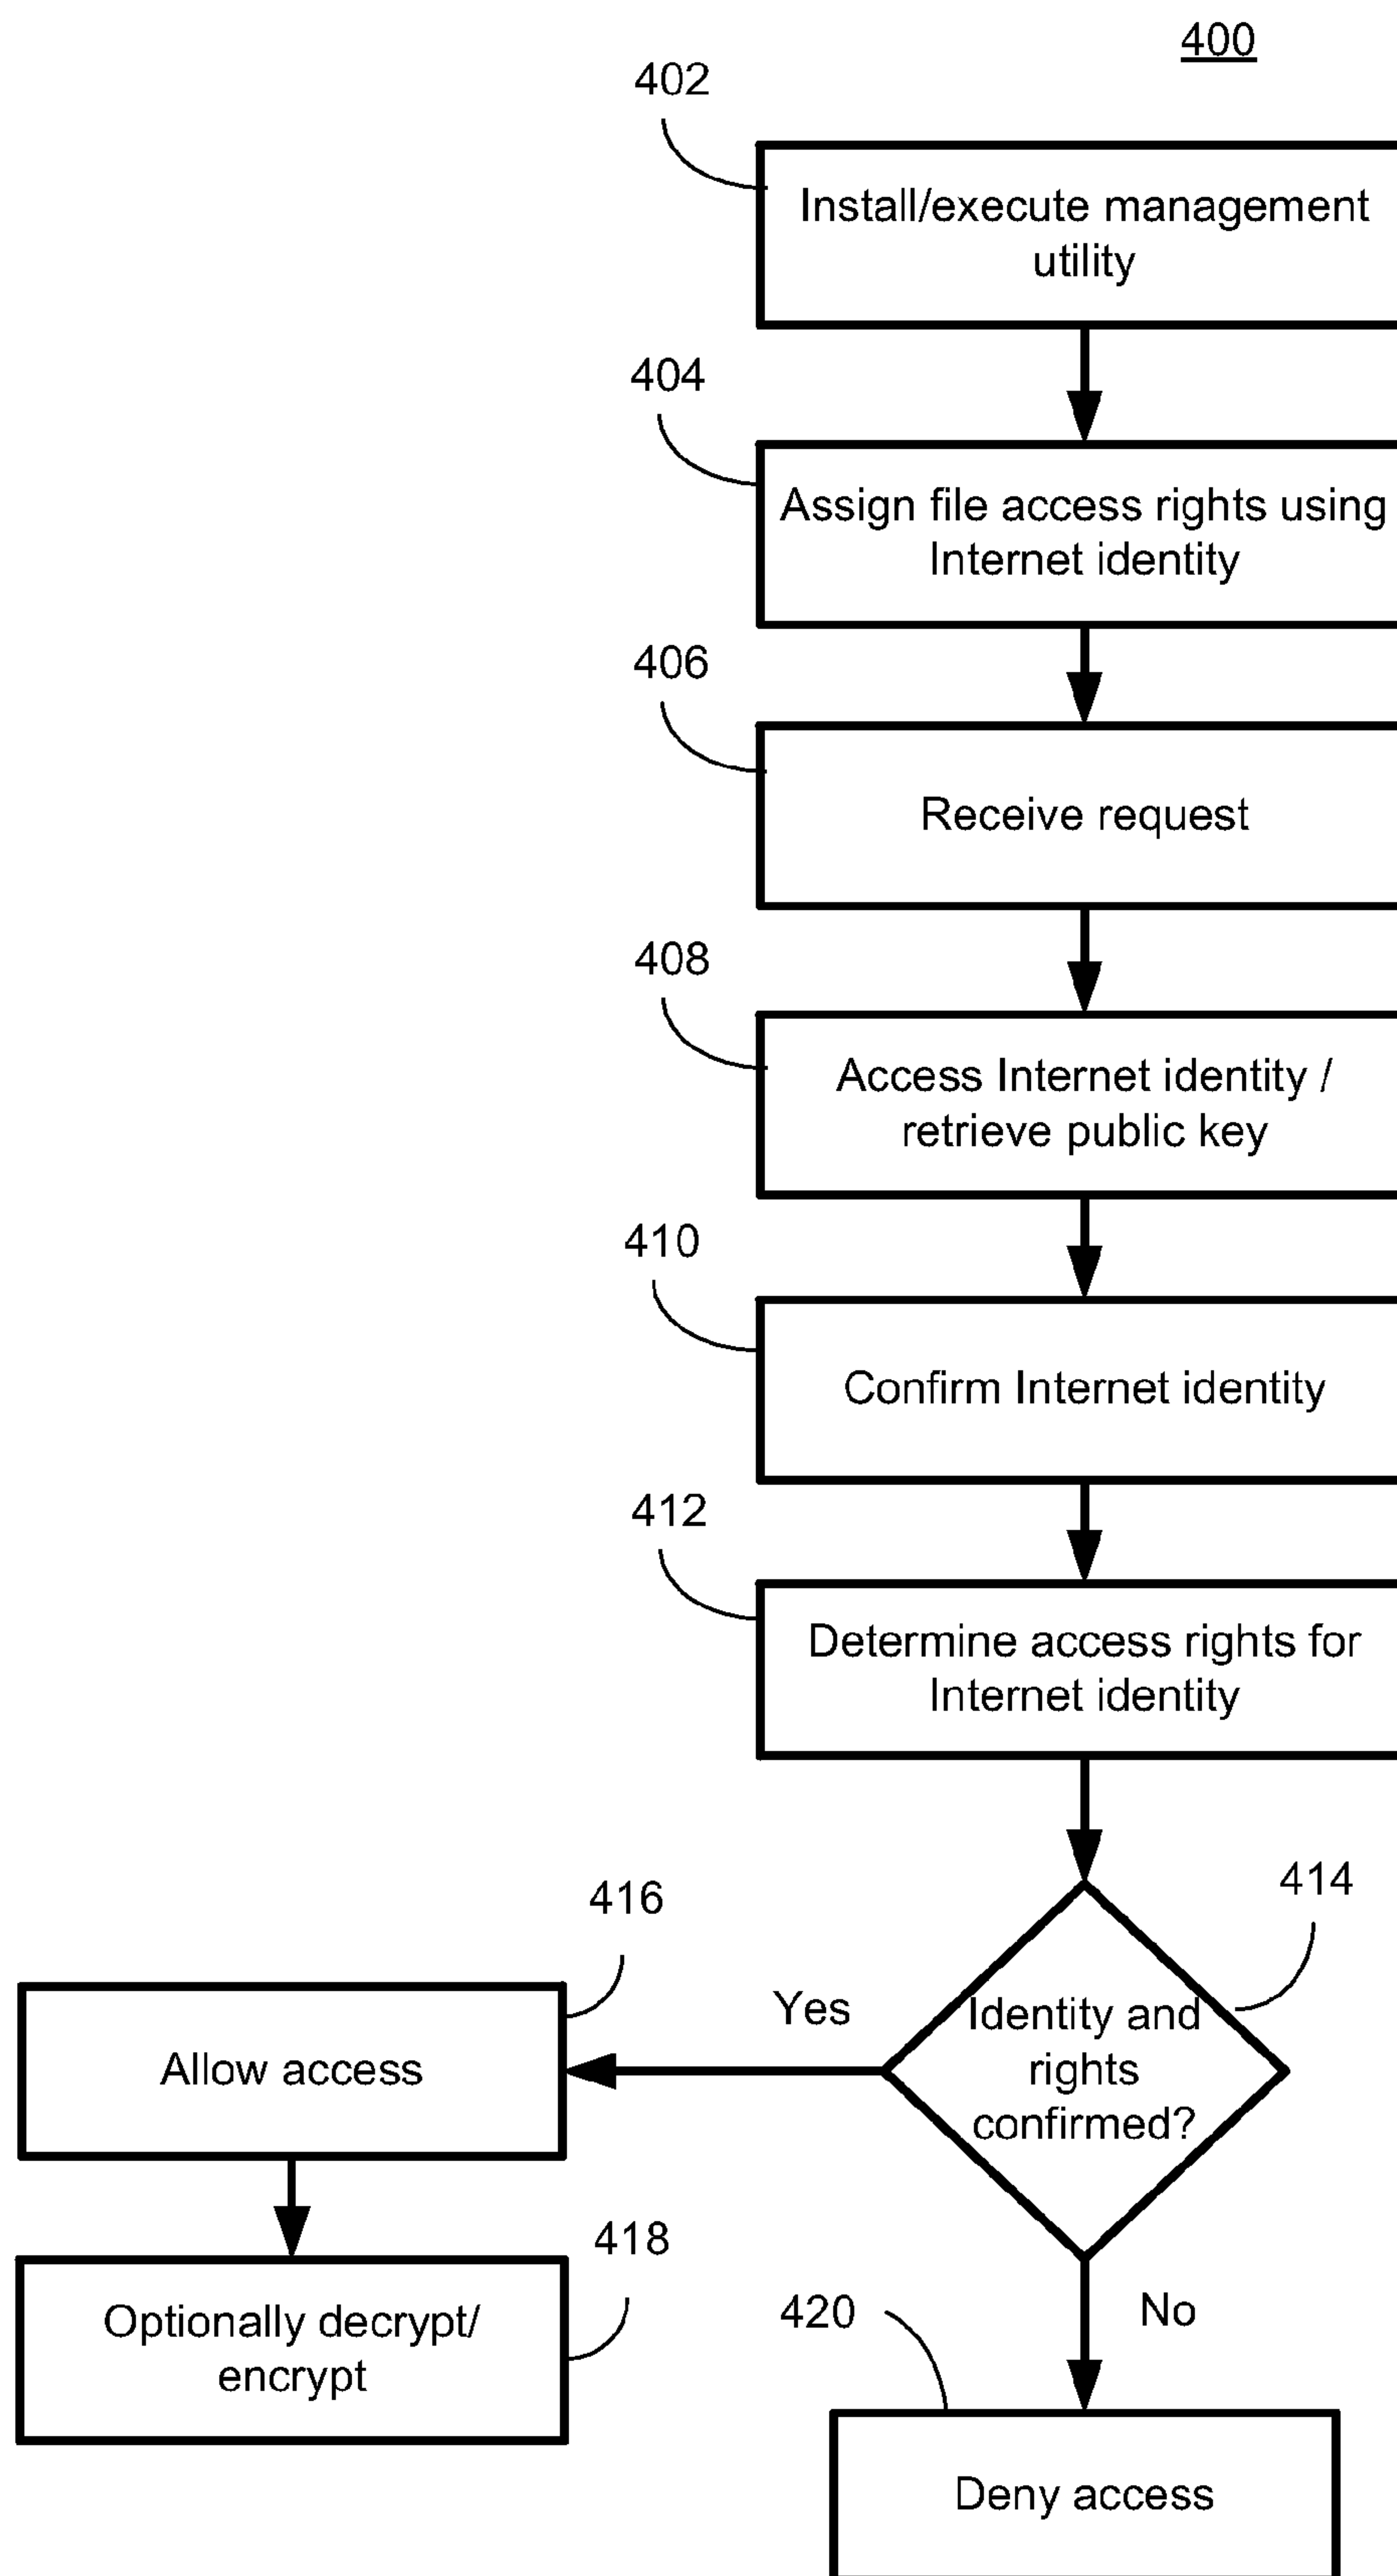 400
402
Install/execute management
utility
404
Assign file access rights using
Internet identity
406
Receive request
408
Access Internet identity /
retrieve public key
410
Confirm Internet identity
412
Determine access rights for
Internet identity
414
416
Yes
Identity and
rights
confirmed?
Allow access
418
Optionally decrypt/
encrypt
420
No
Deny access